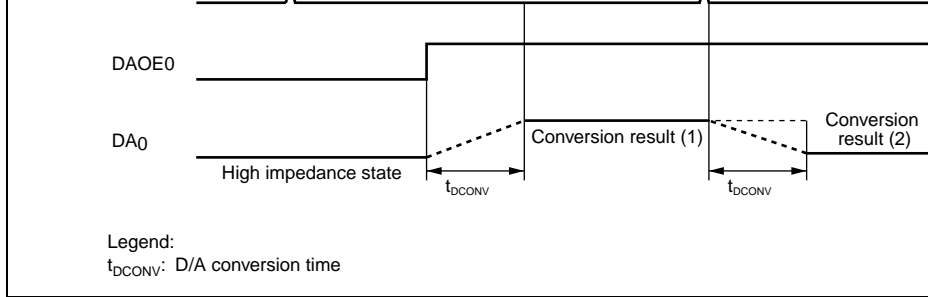 DAOE0
DA0
High impedance state
Conversion result (1)
Conversion
result (2)
tDCONV
tDCONV
Legend:
tDCONV: D/A conversion time